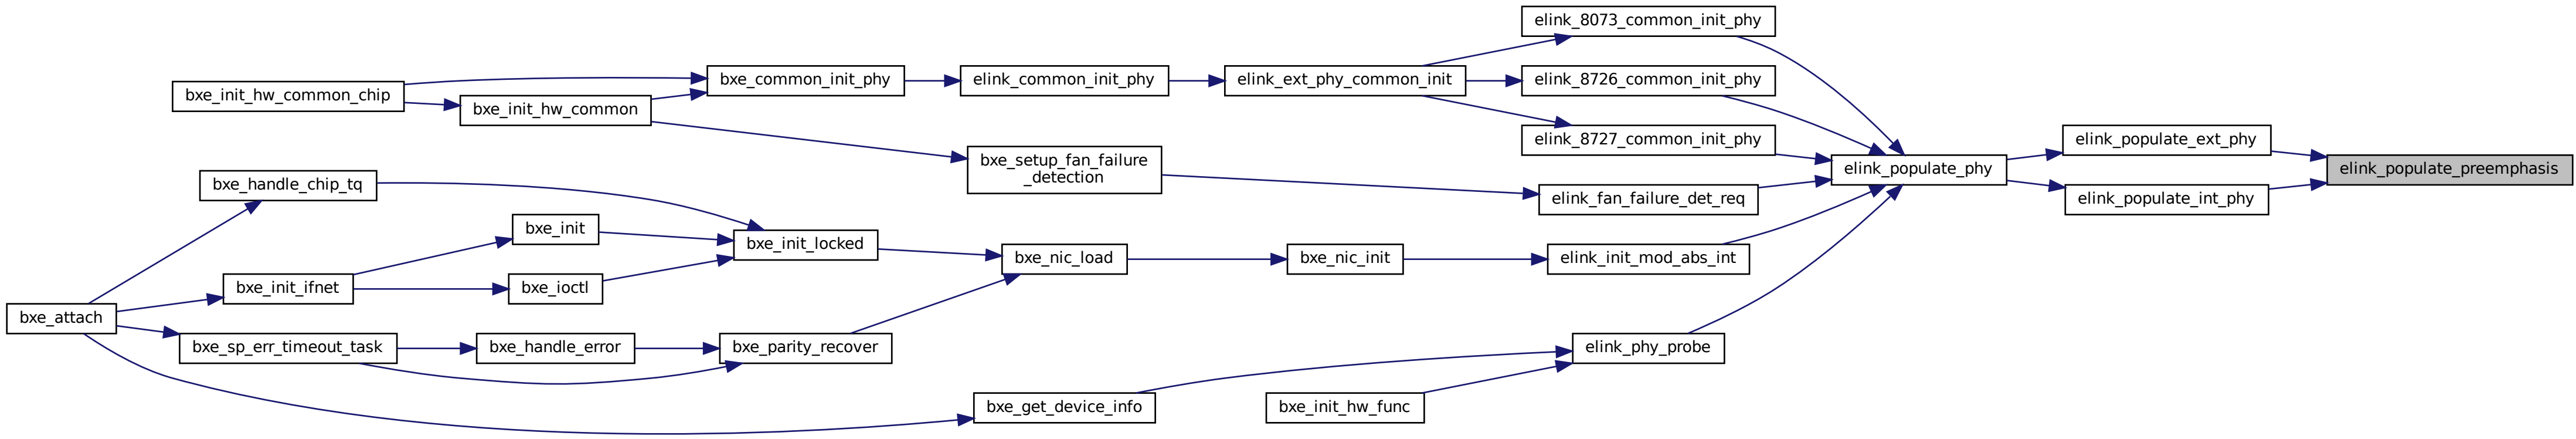 elink_8073_common_init_phy
bxe_common_init_phy
elink_common_init_phy
elink_ext_phy_common_init
elink_8726_common_init_phy
bxe_init_hw_common_chip
bxe_init_hw_common
elink_8727_common_init_phy
elink_populate_ext_phy
bxe_setup_fan_failure
_detection
elink_populate_phy
elink_populate_preemphasis
bxe_handle_chip_tq
elink_fan_failure_det_req
elink_populate_int_phy
bxe_init
bxe_init_locked
bxe_nic_load
bxe_nic_init
elink_init_mod_abs_int
bxe_init_ifnet
bxe_ioctl
bxe_attach
bxe_sp_err_timeout_task
bxe_handle_error
bxe_parity_recover
elink_phy_probe
bxe_get_device_info
bxe_init_hw_func